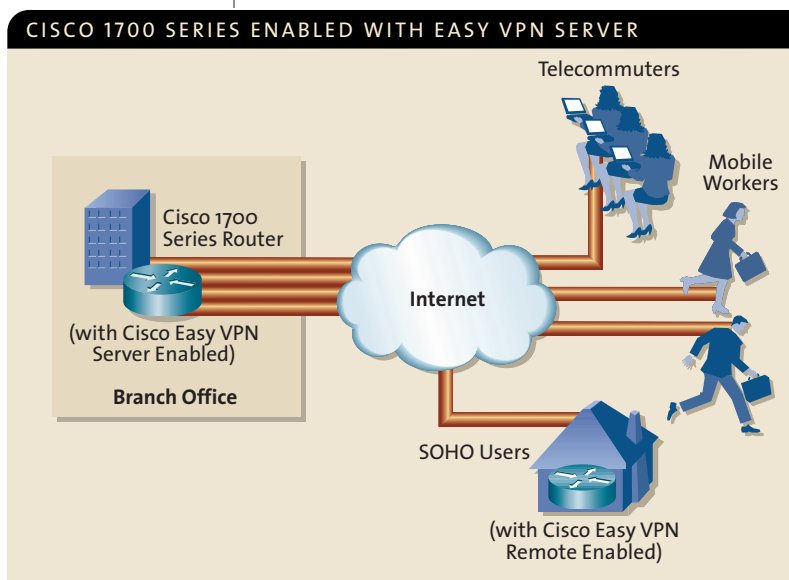 CISCO 1700 SERIES ENABLED WITH EASY VPN SERVER
Telecommuters
Mobile
Workers
Cisco 1700
Series Router
Internet
(with Cisco Easy VPN
Server Enabled)
Branch Office
SOHO Users
(with Cisco Easy VPN
Remote Enabled)